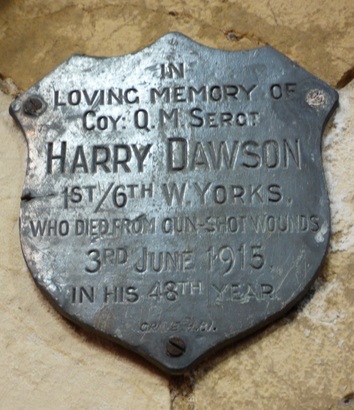 IN
LOVING MEMORY OF
COY: Q.M. SERGT
HARRY DAWSON
1ST/6TH W. YORKS.
WHO DIED FROM GUN-SHOT WOUNDS
3RD JUNE 1915.
IN HIS 48TH YEAR.